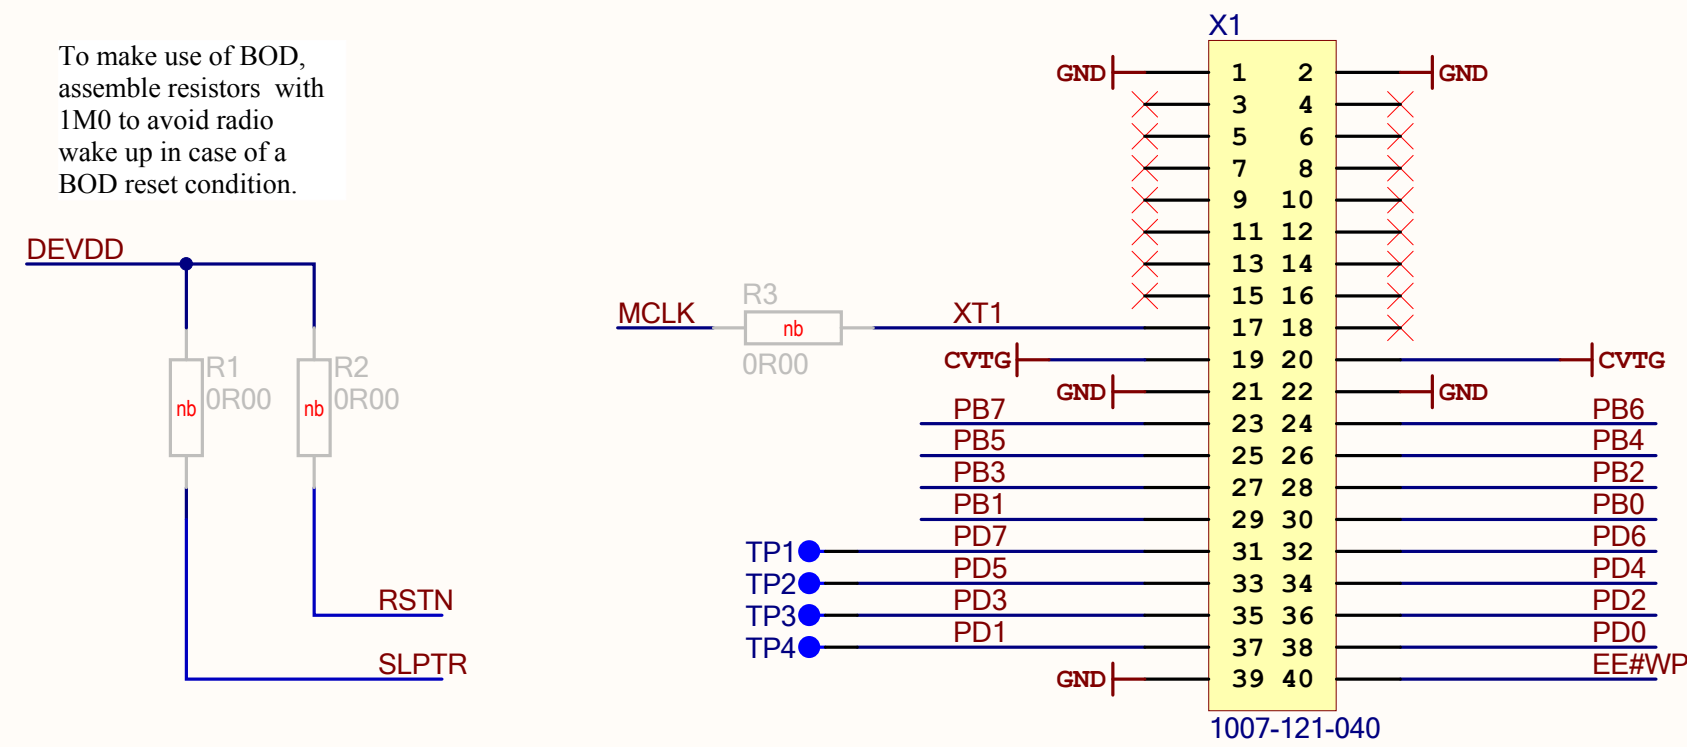 To make use of BOD,
assemble resistors with
1M0 to avoid radio
wake up in case of a
BOD reset condition.
DEVDD
R1
0R00
nb
R2
0R00
nb
RSTN
SLPTR
MCLK
R3
nb
0R00
XT1
X1
GND 1 2 GND
3 4
5 6
7 8
9 10
11 12
13 14
15 16
17 18
CVTG 19 20 CVTG
GND 21 22 GND
PB7 23 24 PB6
PB5 25 26 PB4
PB3 27 28 PB2
PB1 29 30 PB0
TP1 PD7 31 32 PD6
TP2 PD5 33 34 PD4
TP3 PD3 35 36 PD2
TP4 PD1 37 38 PD0
GND 39 40 EE#WP
1007-121-040